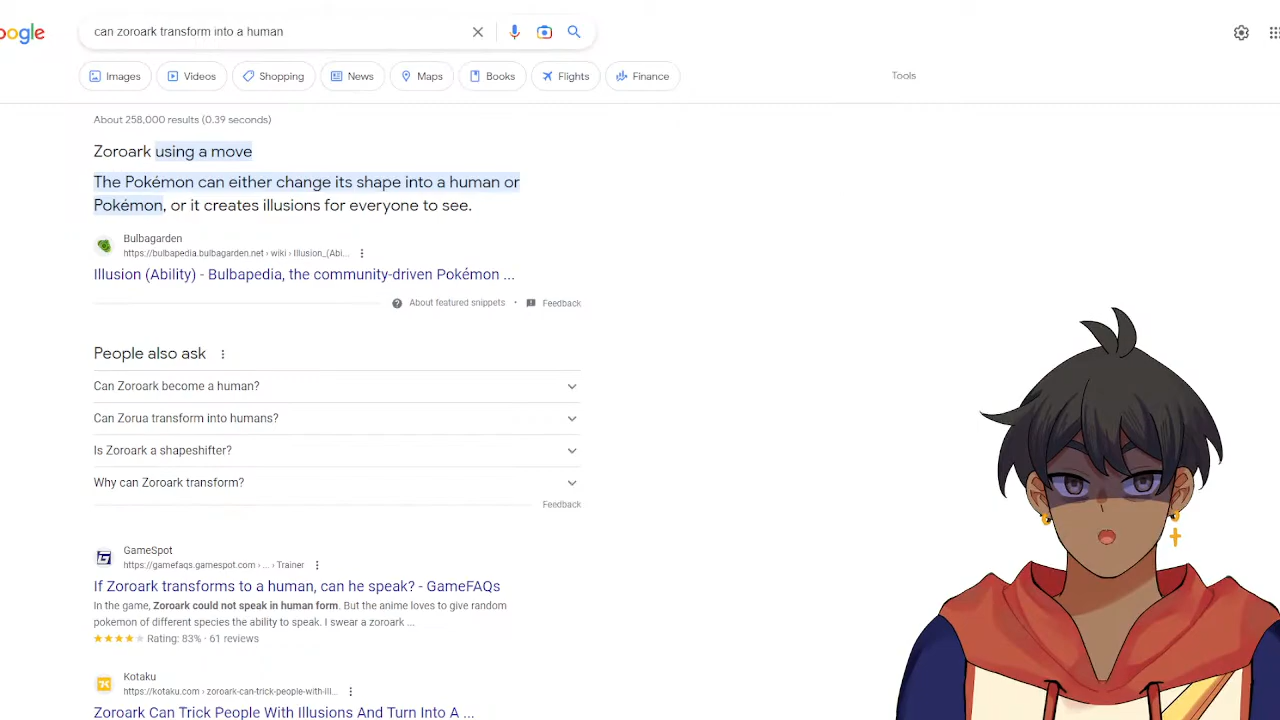 oogle
can zoroark transform into a human
Images
Videos
Shopping
News
Maps
Books
Flights
Finance
Tools
About 258,000 results (0.39 seconds)
Zoroark using a move
The Pokémon can either change its shape into a human or
Pokémon, or it creates illusions for everyone to see.
Bulbagarden
https://bulbapedia.bulbagarden.net › wiki › Illusion_(Abi...
Illusion (Ability) - Bulbapedia, the community-driven Pokémon ...
About featured snippets • Feedback
People also ask
Can Zoroark become a human?
Can Zorua transform into humans?
Is Zoroark a shapeshifter?
Why can Zoroark transform?
Feedback
GameSpot
https://gamefaqs.gamespot.com › ... › Trainer
If Zoroark transforms to a human, can he speak? - GameFAQs
In the game, Zoroark could not speak in human form. But the anime loves to give random
pokemon of different species the ability to speak. I swear a zoroark ...
Rating: 83% · 61 reviews
Kotaku
https://kotaku.com › zoroark-can-trick-people-with-ill...
Zoroark Can Trick People With Illusions And Turn Into A ...